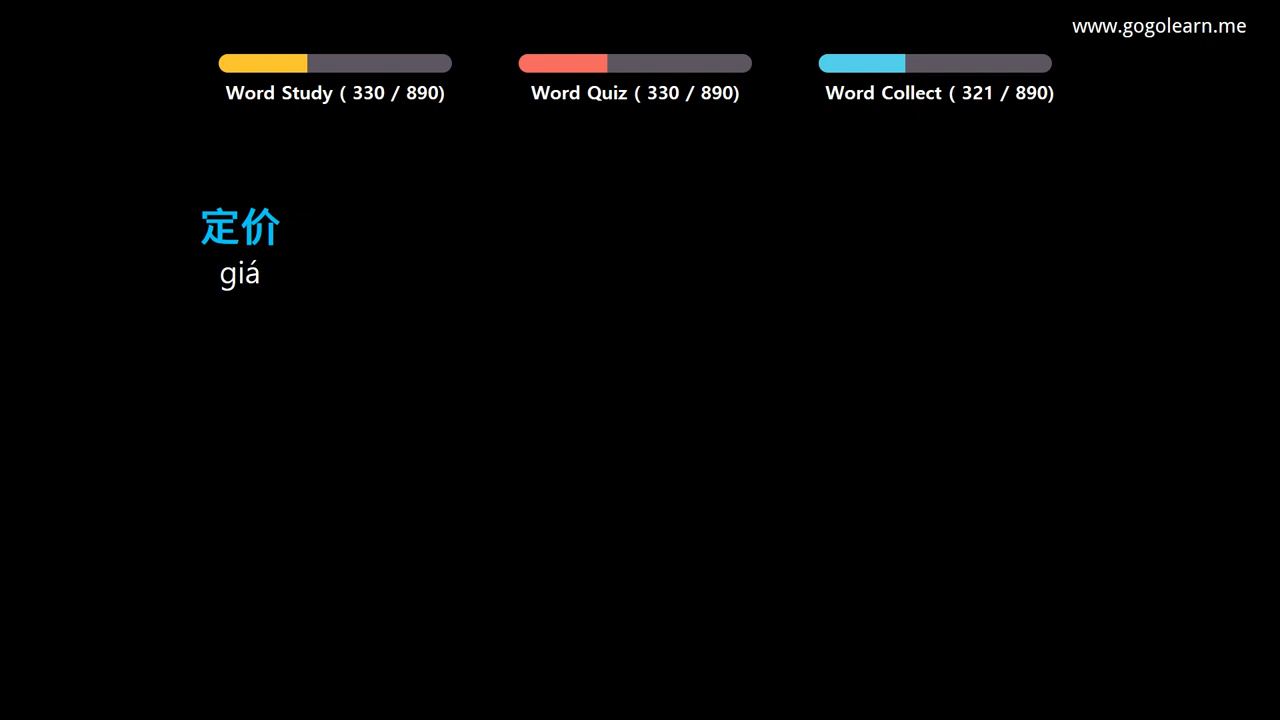 www.gogolearn.me
Word Study ( 330 / 890)
Word Quiz ( 330 / 890)
Word Collect ( 321 / 890)
定价
giá